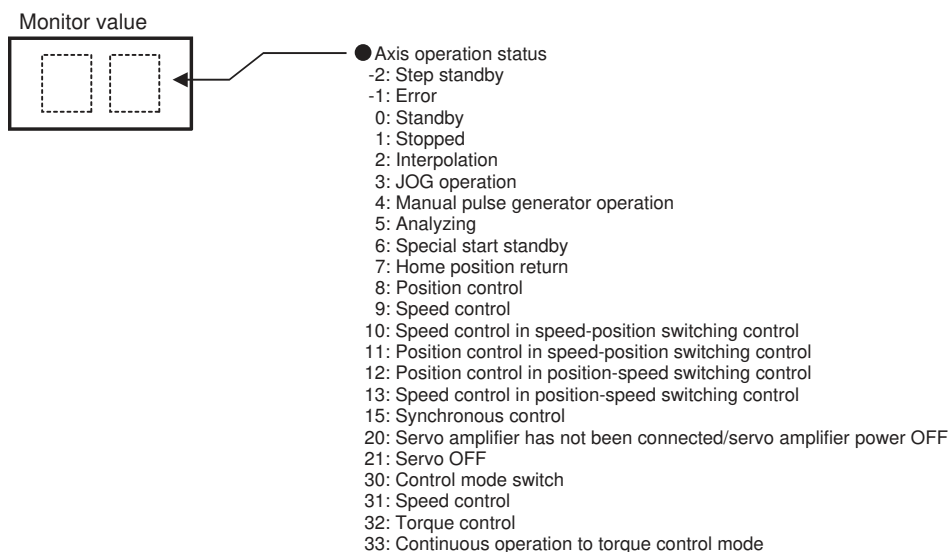 Monitor value
●Axis operation status
-2: Step standby
-1: Error
0: Standby
1: Stopped
2: Interpolation
3: JOG operation
4: Manual pulse generator operation
5: Analyzing
6: Special start standby
7: Home position return
8: Position control
9: Speed control
10: Speed control in speed-position switching control
11: Position control in speed-position switching control
12: Position control in position-speed switching control
13: Speed control in position-speed switching control
15: Synchronous control
20: Servo amplifier has not been connected/servo amplifier power OFF
21: Servo OFF
30: Control mode switch
31: Speed control
32: Torque control
33: Continuous operation to torque control mode